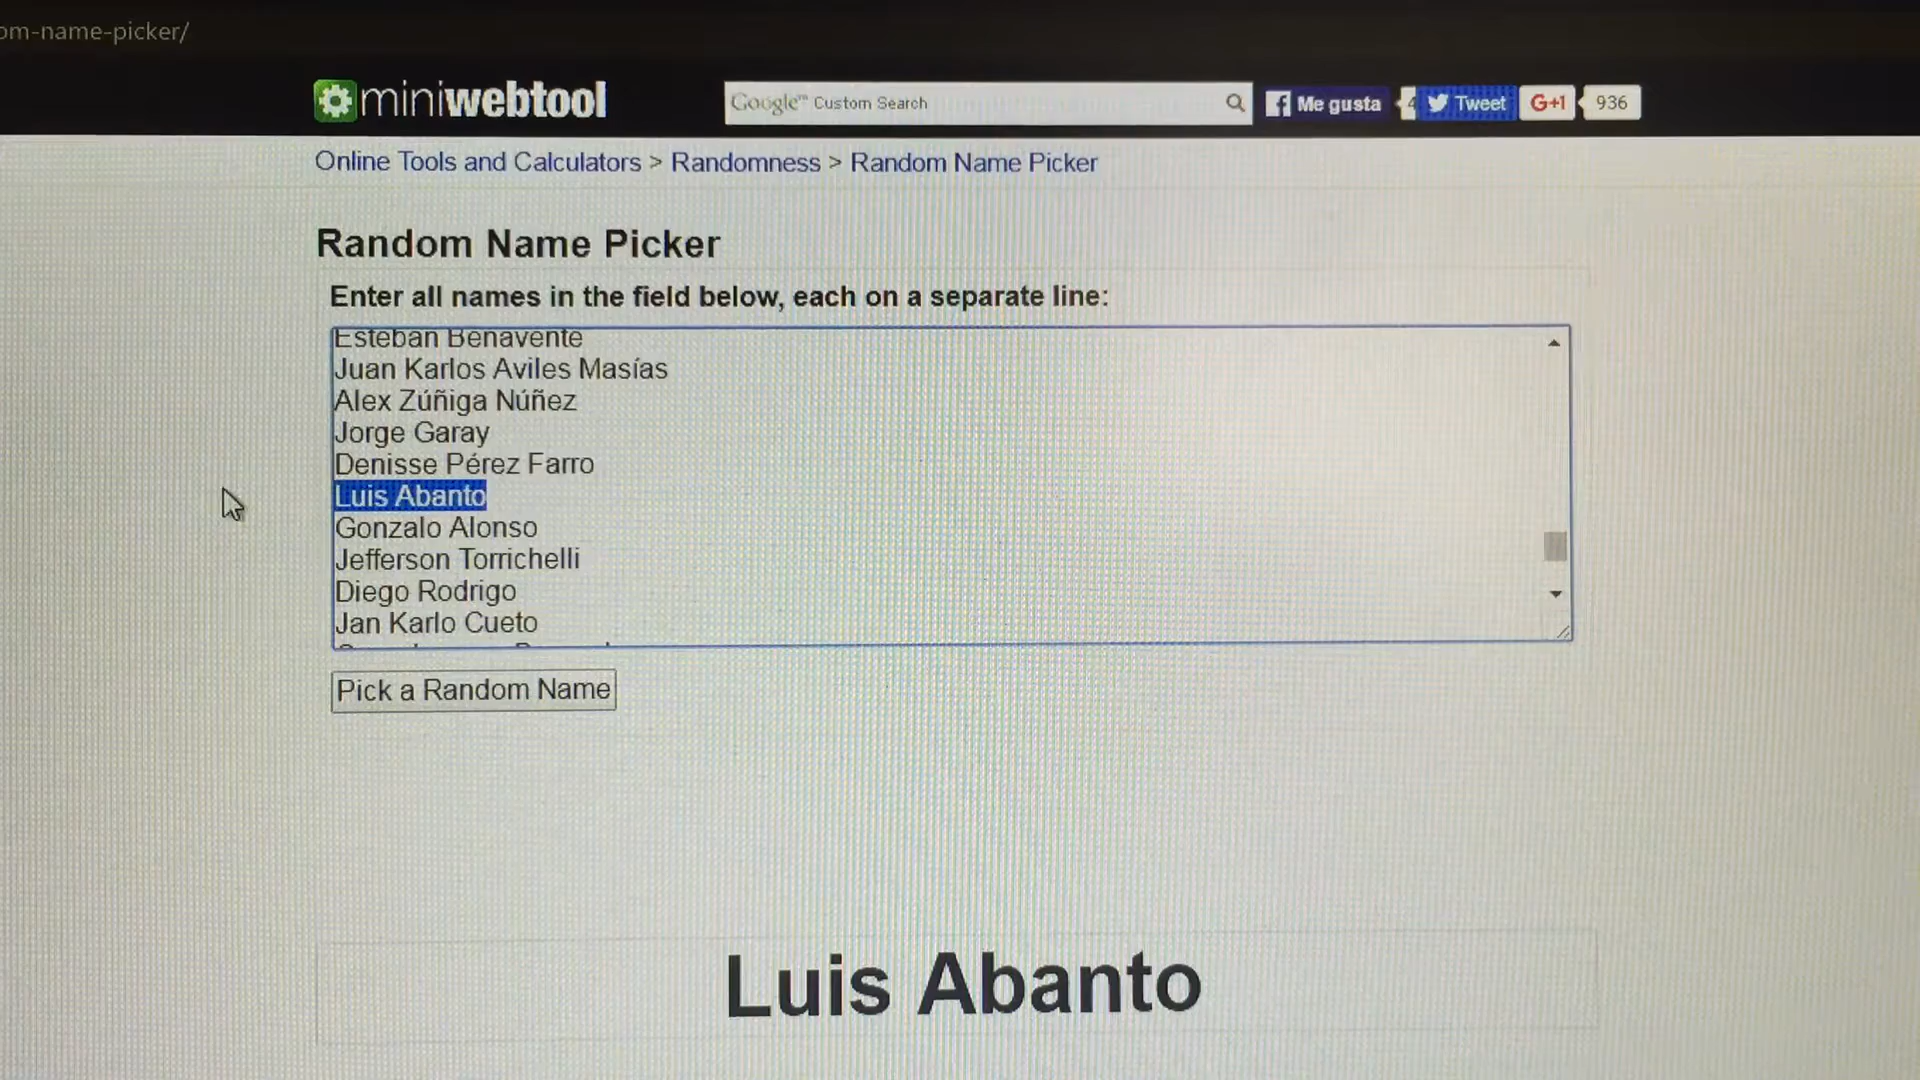 om-name-picker/
miniwebtool
Google™ Custom Search
Me gusta
4
Tweet
G+1
936
Online Tools and Calculators > Randomness > Random Name Picker
Random Name Picker
Enter all names in the field below, each on a separate line:
Esteban Benavente
Juan Karlos Aviles Masías
Alex Zúñiga Núñez
Jorge Garay
Denisse Pérez Farro
Luis Abanto
Gonzalo Alonso
Jefferson Torrichelli
Diego Rodrigo
Jan Karlo Cueto
Pick a Random Name
Luis Abanto